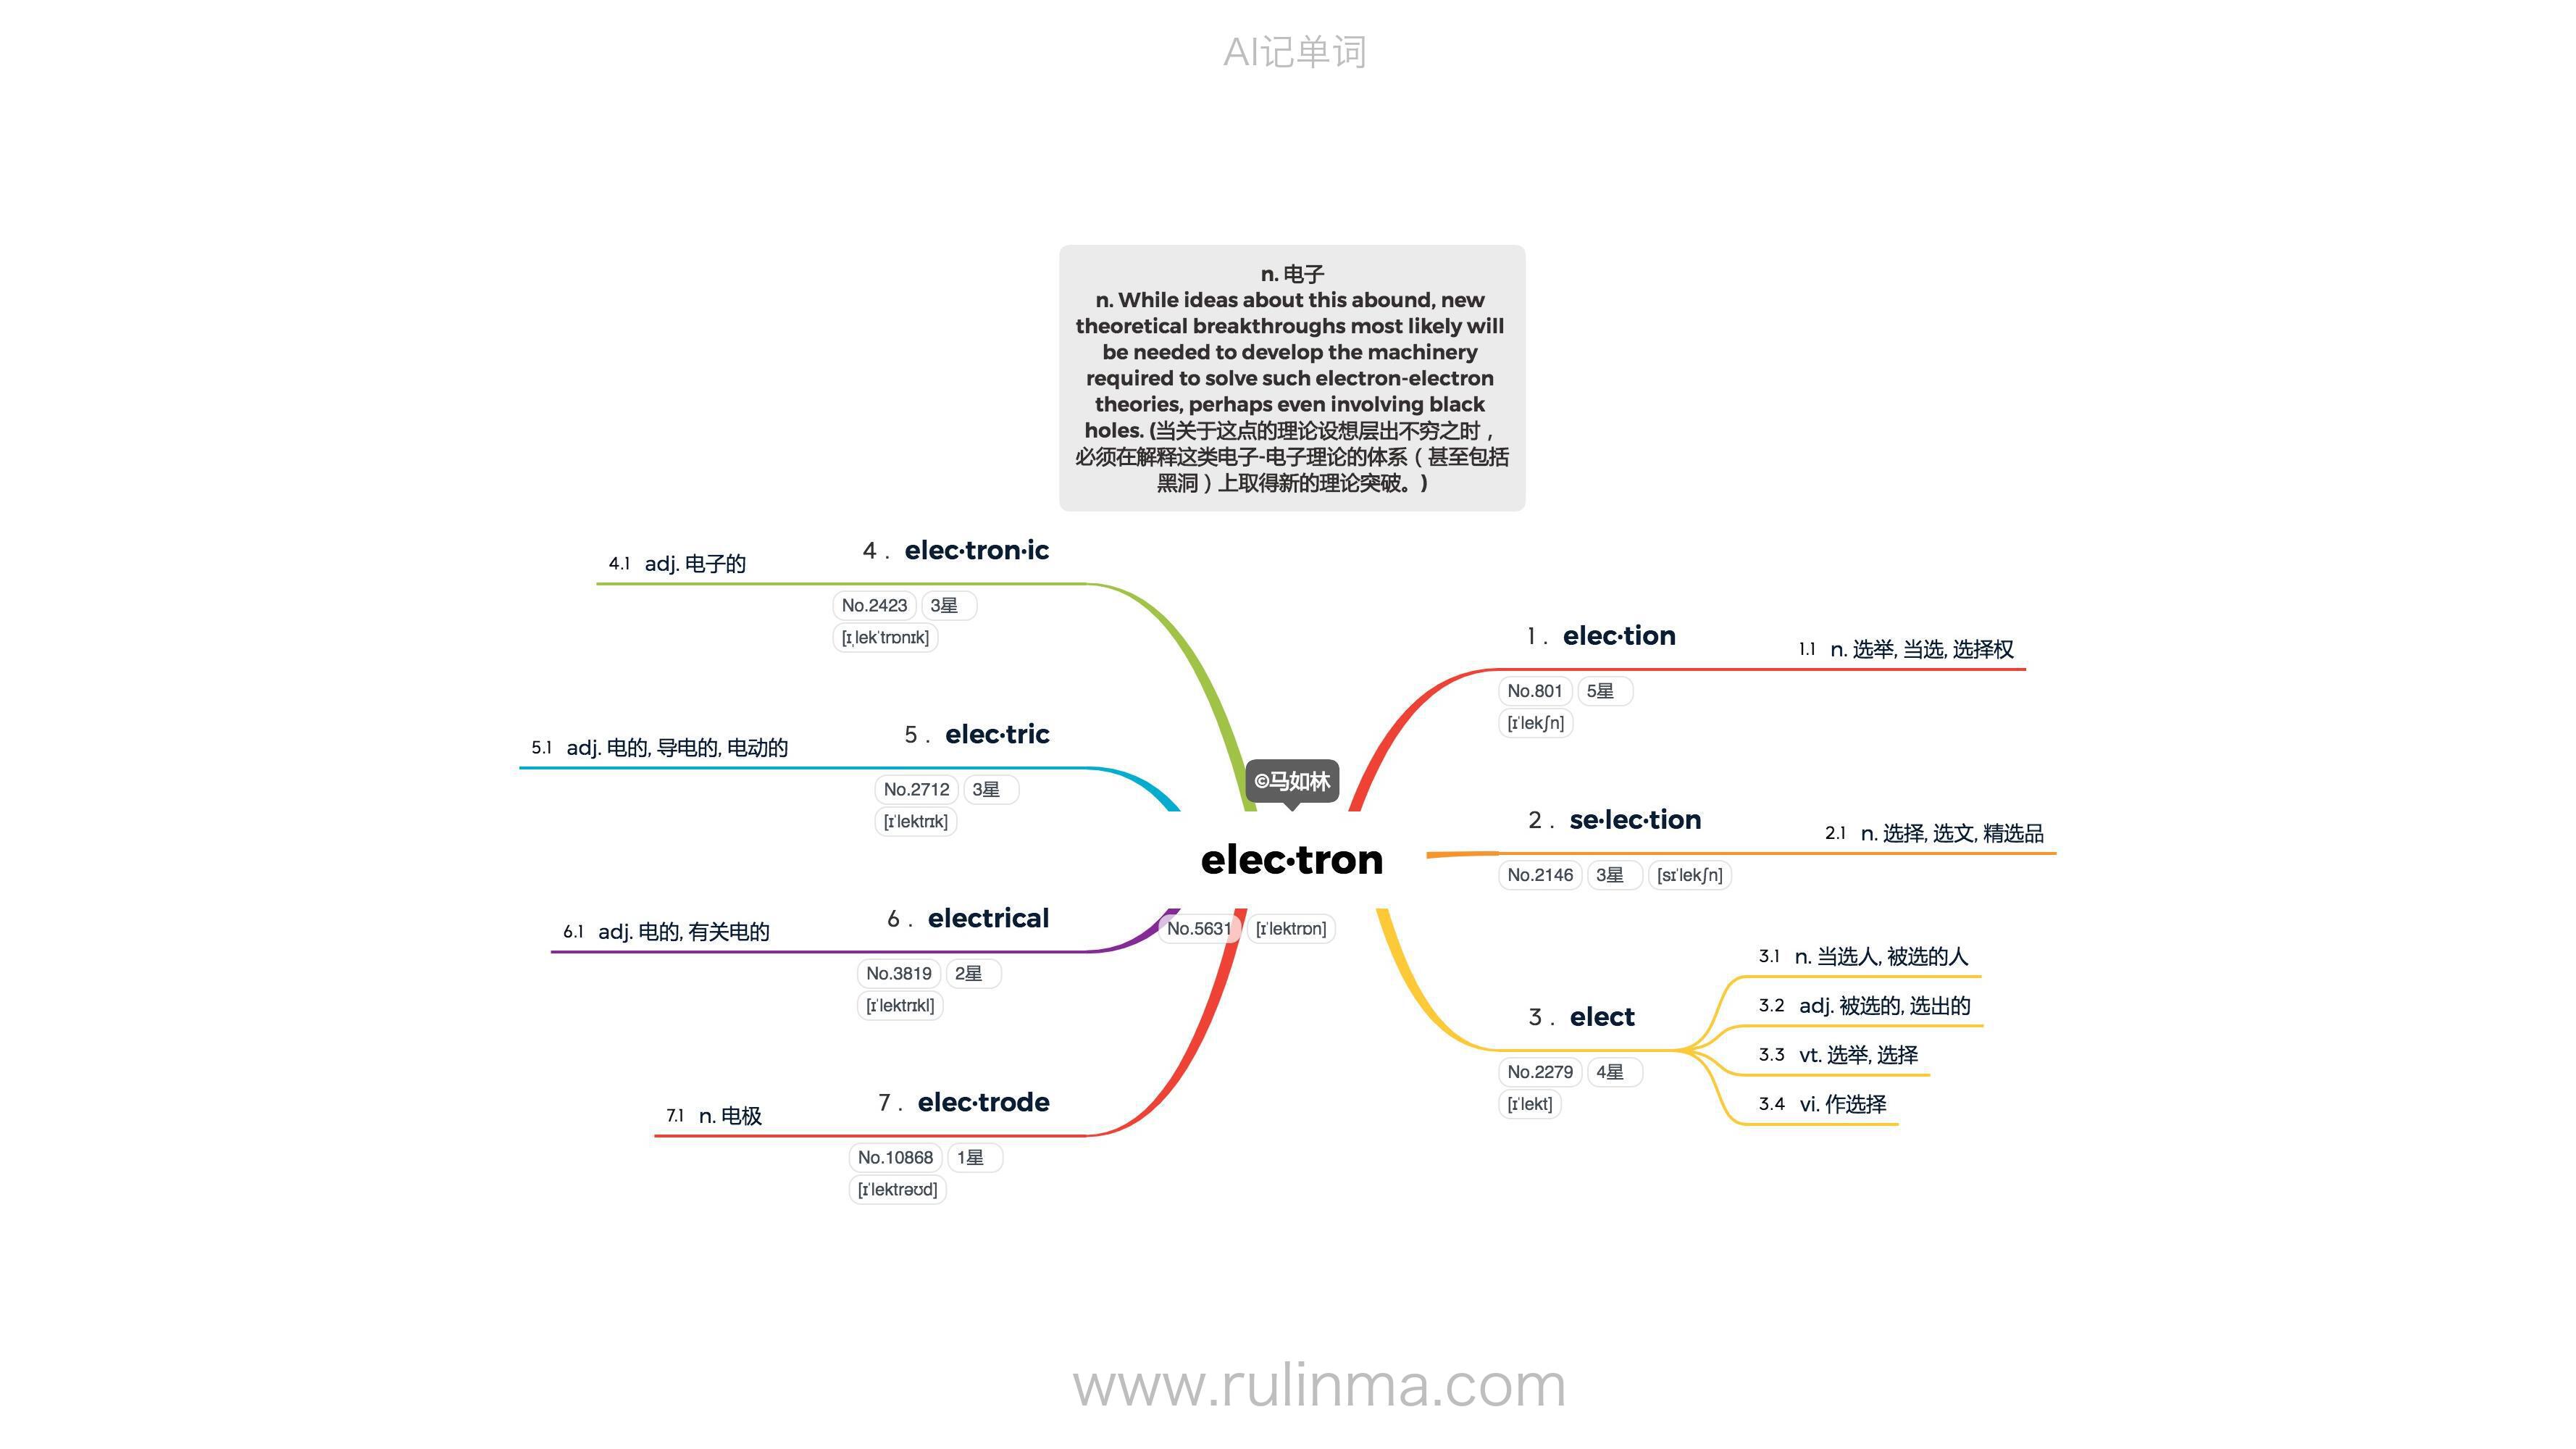 AI记单词
n. 电子
n. While ideas about this abound, new
theoretical breakthroughs most likely will
be needed to develop the machinery
required to solve such electron-electron
theories, perhaps even involving black
holes. (当关于这点的理论设想层出不穷之时，
必须在解释这类电子-电子理论的体系（甚至包括
黑洞）上取得新的理论突破。)
©马如林
elec·tron
No.5631 [ɪˈlektrɒn]
1. elec·tion
No.801 5星
[ɪˈlekʃn]
1.1 n. 选举, 当选, 选择权
2. se·lec·tion
No.2146 3星 [sɪˈlekʃn]
2.1 n. 选择, 选文, 精选品
3. elect
No.2279 4星
[ɪˈlekt]
3.1 n. 当选人, 被选的人
3.2 adj. 被选的, 选出的
3.3 vt. 选举, 选择
3.4 vi. 作选择
4. elec·tron·ic
No.2423 3星
[ɪˌlekˈtrɒnɪk]
4.1 adj. 电子的
5. elec·tric
No.2712 3星
[ɪˈlektrɪk]
5.1 adj. 电的, 导电的, 电动的
6. electrical
No.3819 2星
[ɪˈlektrɪkl]
6.1 adj. 电的, 有关电的
7. elec·trode
No.10868 1星
[ɪˈlektrəʊd]
7.1 n. 电极
www.rulinma.com